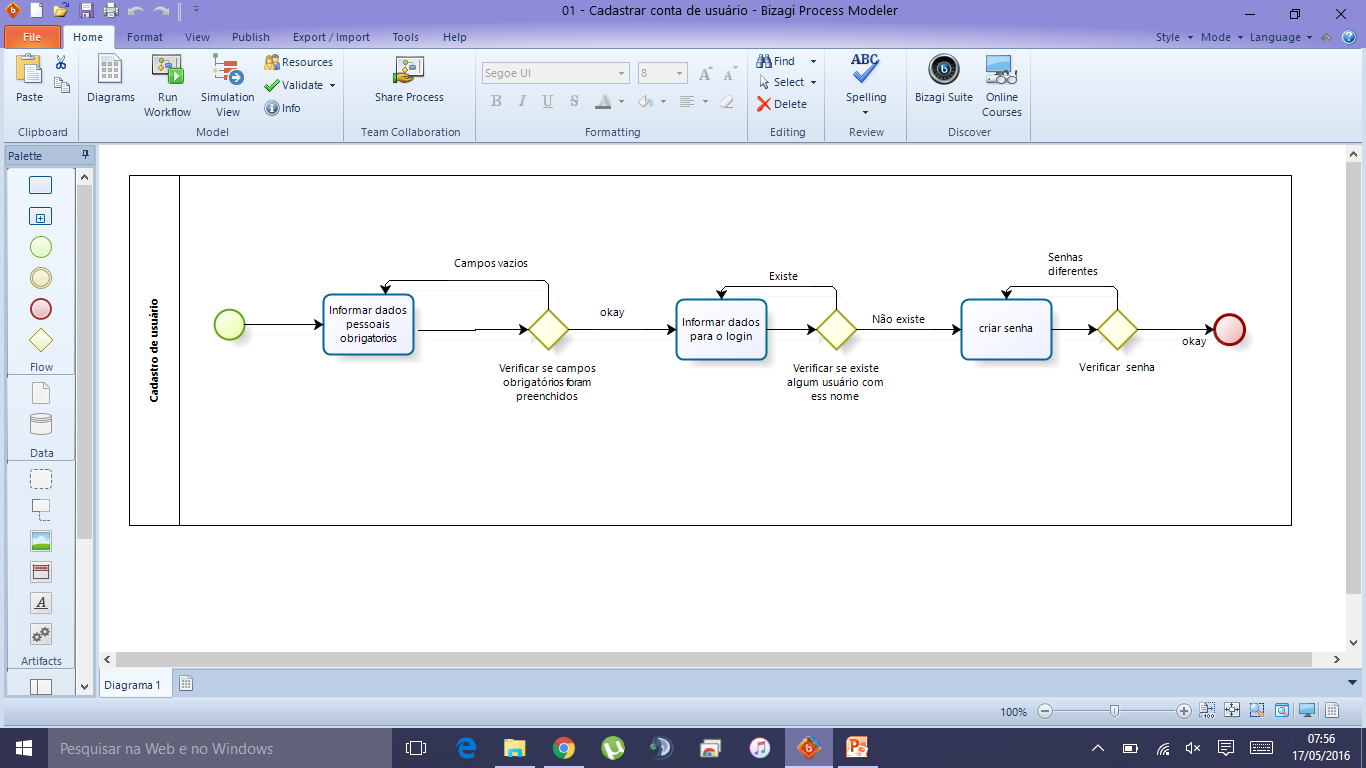 01 - Cadastrar conta de usuário - Bizagi Process Modeler
File Home Format View Publish Export / Import Tools Help Style Mode Language
Paste
Clipboard
Diagrams
Run
Workflow
Simulation
View
Resources
Validate
Info
Model
Share Process
Team Collaboration
Segoe UI 8
B I U S A
Formatting
Find
Select
Delete
Editing
ABC
Spelling
Review
Bizagi Suite
Online
Courses
Discover
Palette
Flow
Data
A
Artifacts
Cadastro de usuário
Informar dados
pessoais
obrigatorios
Campos vazios
Verificar se campos
obrigatórios foram
preenchidos
okay
Informar dados
para o login
Existe
Verificar se existe
algum usuário com
ess nome
Não existe
criar senha
Senhas
diferentes
Verificar senha
okay
Diagrama 1
100%
Pesquisar na Web e no Windows
07:56
17/05/2016